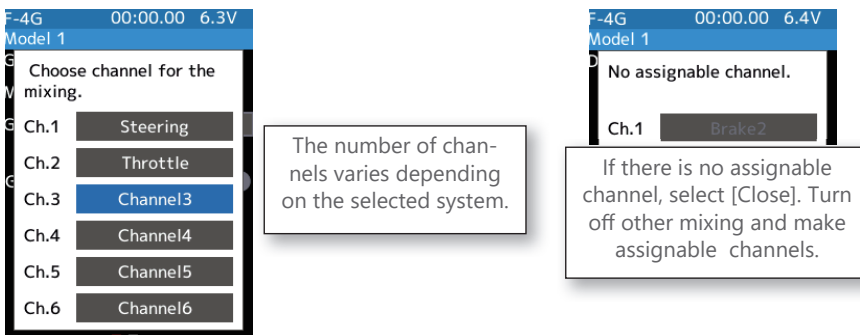 F-4G 00:00.00 6.3V
Model 1
Choose channel for the
mixing.
Ch.1 Steering
Ch.2 Throttle
Ch.3 Channel3
Ch.4 Channel4
Ch.5 Channel5
Ch.6 Channel6
The number of chan-
nels varies depending
on the selected system.
F-4G 00:00.00 6.4V
Model 1
No assignable channel.
Ch.1 Brake2
If there is no assignable
channel, select [Close]. Turn
off other mixing and make
assignable channels.